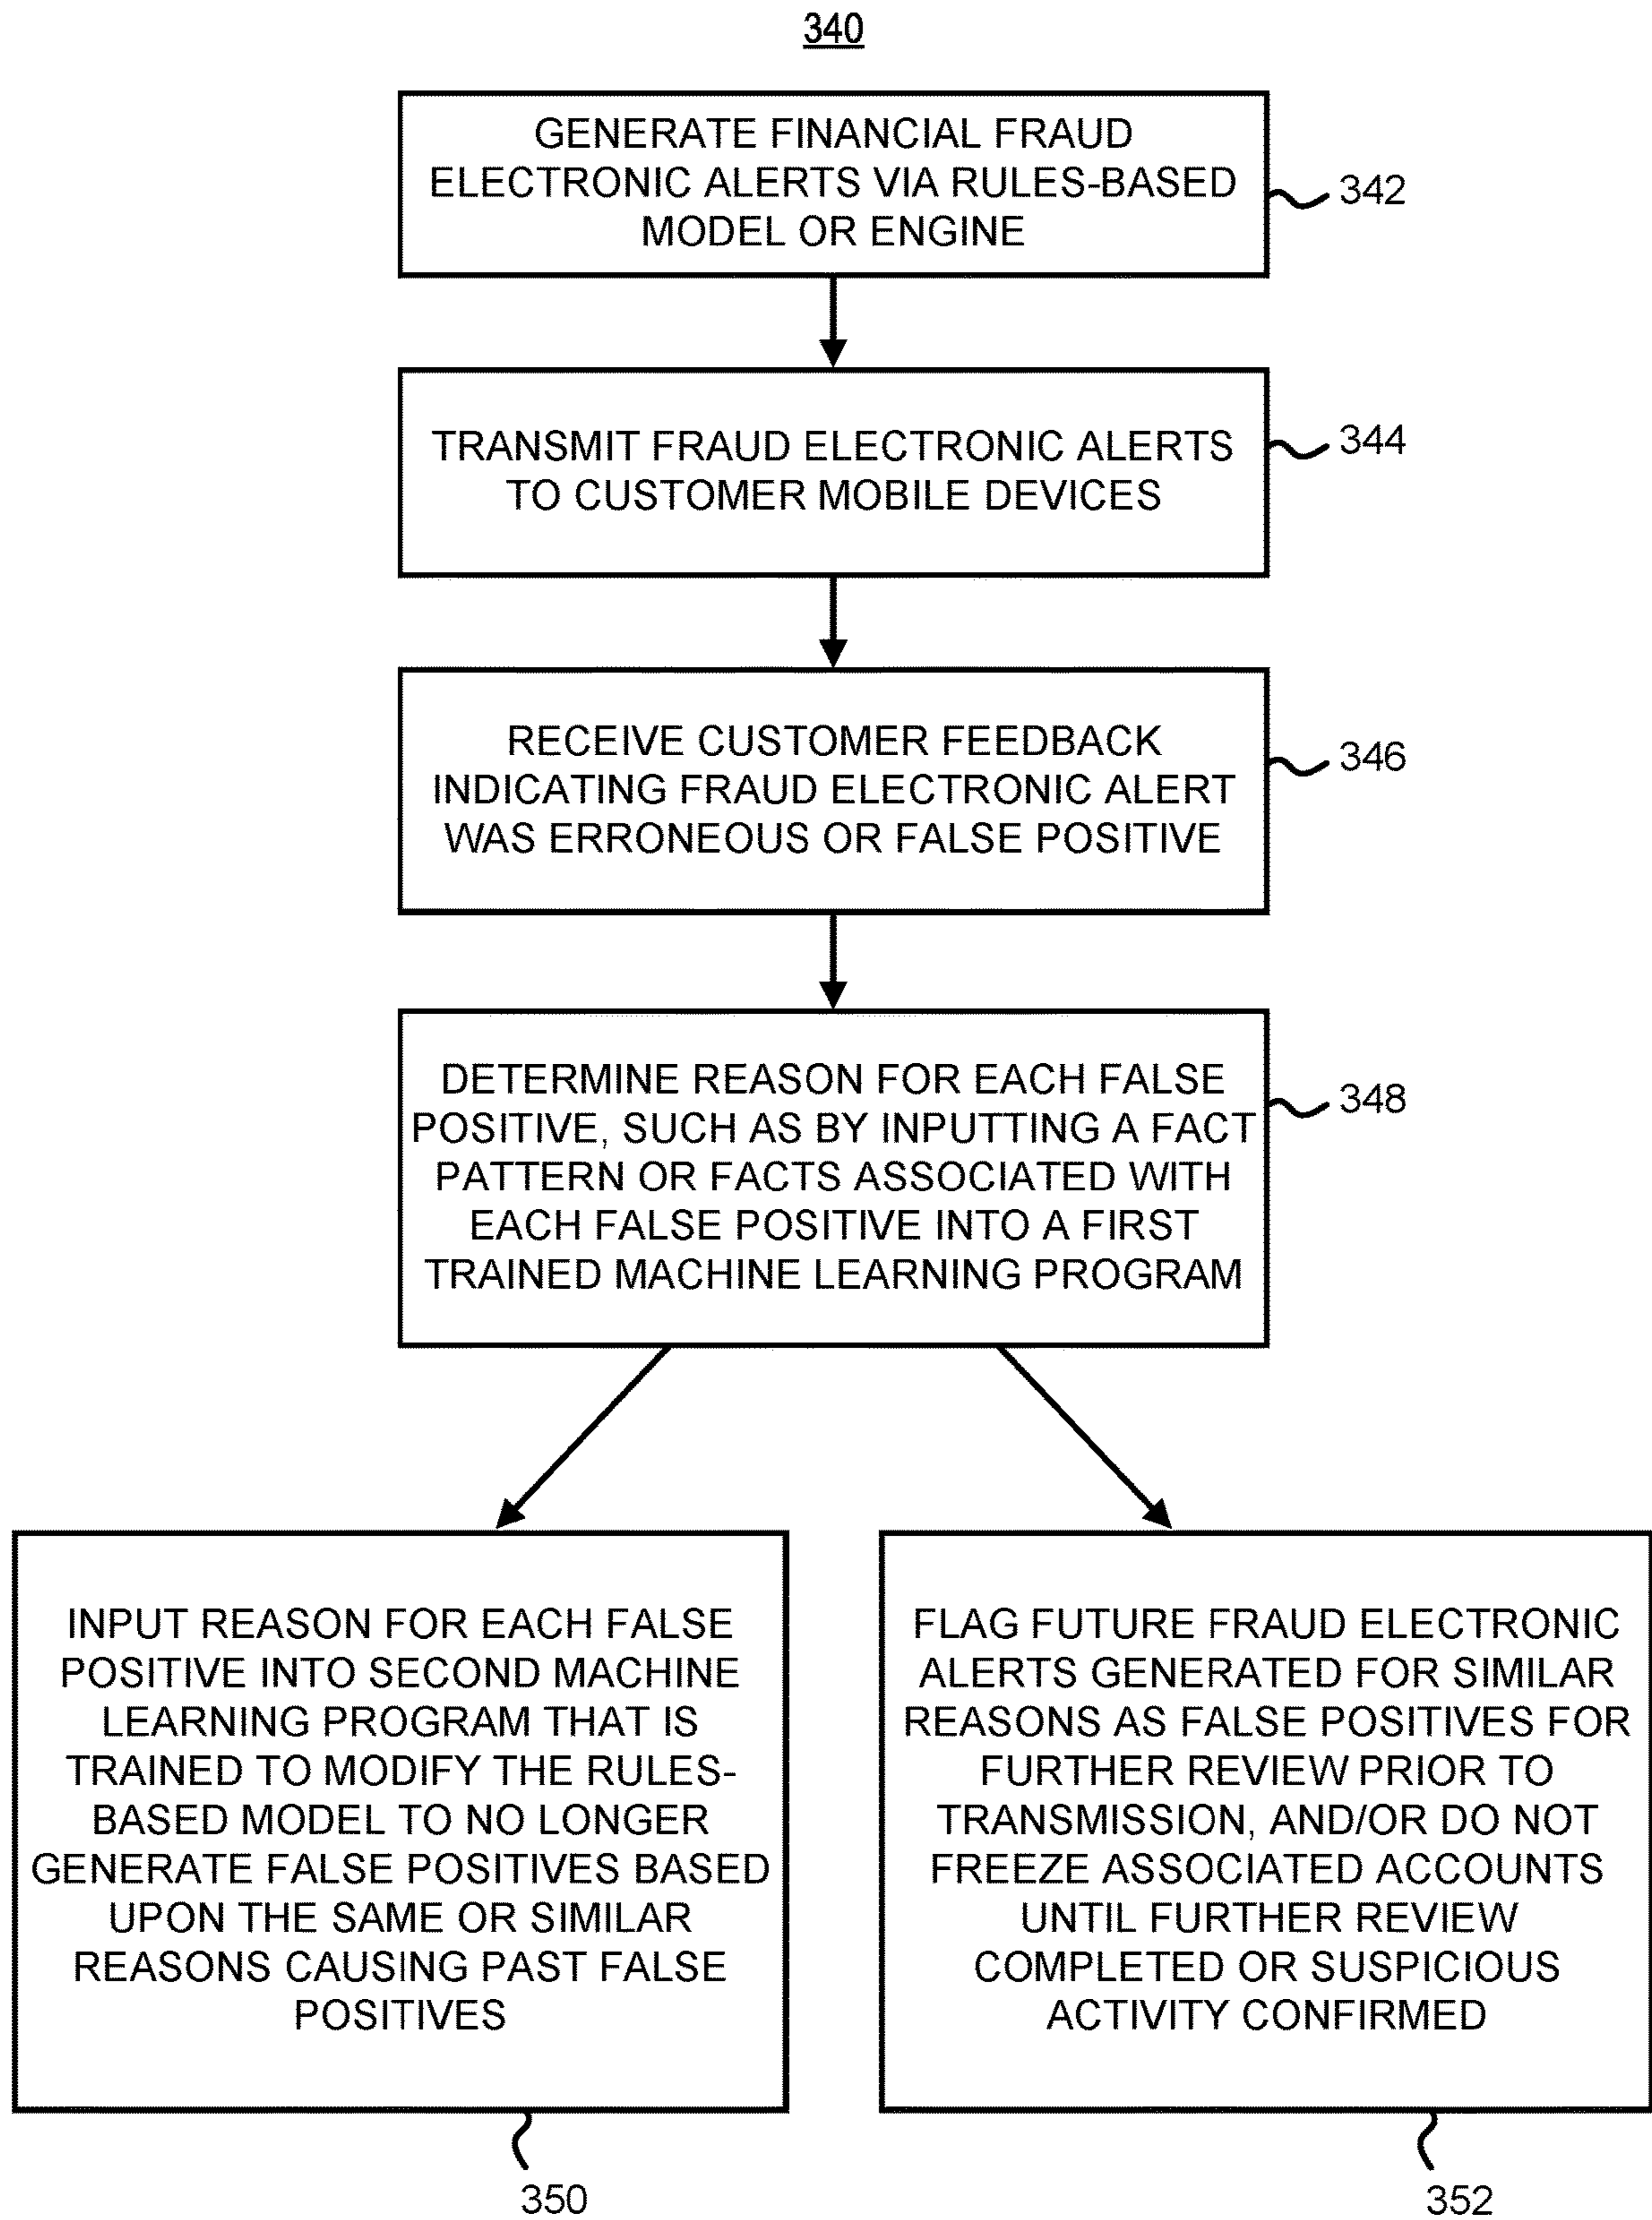 340
GENERATE FINANCIAL FRAUD
ELECTRONIC ALERTS VIA RULES-BASED
MODEL OR ENGINE
342
TRANSMIT FRAUD ELECTRONIC ALERTS
TO CUSTOMER MOBILE DEVICES
344
RECEIVE CUSTOMER FEEDBACK
INDICATING FRAUD ELECTRONIC ALERT
WAS ERRONEOUS OR FALSE POSITIVE
346
DETERMINE REASON FOR EACH FALSE
POSITIVE, SUCH AS BY INPUTTING A FACT
PATTERN OR FACTS ASSOCIATED WITH
EACH FALSE POSITIVE INTO A FIRST
TRAINED MACHINE LEARNING PROGRAM
348
INPUT REASON FOR EACH FALSE
POSITIVE INTO SECOND MACHINE
LEARNING PROGRAM THAT IS
TRAINED TO MODIFY THE RULES-
BASED MODEL TO NO LONGER
GENERATE FALSE POSITIVES BASED
UPON THE SAME OR SIMILAR
REASONS CAUSING PAST FALSE
POSITIVES
350
FLAG FUTURE FRAUD ELECTRONIC
ALERTS GENERATED FOR SIMILAR
REASONS AS FALSE POSITIVES FOR
FURTHER REVIEW PRIOR TO
TRANSMISSION, AND/OR DO NOT
FREEZE ASSOCIATED ACCOUNTS
UNTIL FURTHER REVIEW
COMPLETED OR SUSPICIOUS
ACTIVITY CONFIRMED
352